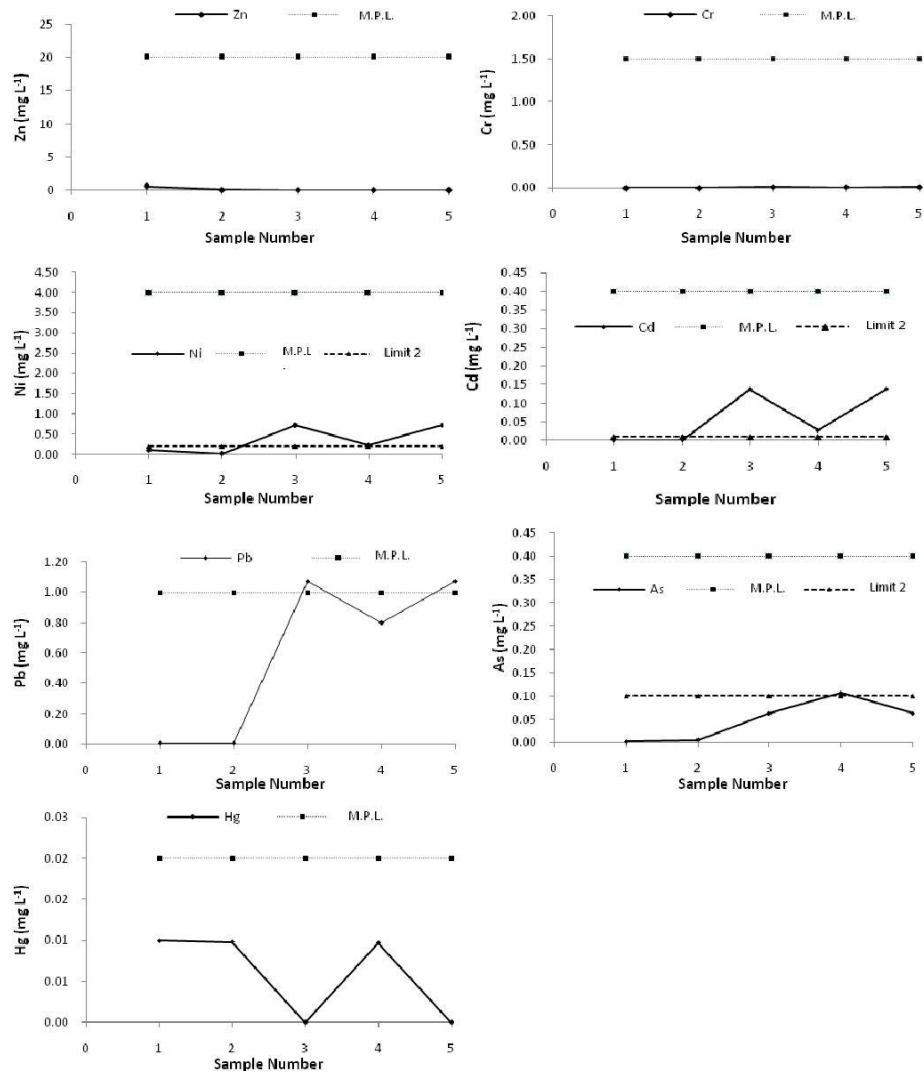 Zn M.P.L.
25
20
15
10
5
0
Zn (mg L-1)
0 1 2 3 4 5
Sample Number
Cr M.P.L.
2.00
1.50
1.00
0.50
0.00
Cr (mg L-1)
0 1 2 3 4 5
Sample Number
4.50
4.00
3.50
3.00
2.50
2.00
1.50
1.00
0.50
0.00
Ni (mg L-1)
Ni M.P.L. Limit 2
0 1 2 3 4 5
Sample Number
0.45
0.40
0.35
0.30
0.25
0.20
0.15
0.10
0.05
0.00
Cd (mg L-1)
Cd M.P.L. Limit 2
0 1 2 3 4 5
Sample Number
Pb M.P.L.
1.20
1.00
0.80
0.60
0.40
0.20
0.00
Pb (mg L-1)
0 1 2 3 4 5
Sample Number
0.45
0.40
0.35
0.30
0.25
0.20
0.15
0.10
0.05
0.00
As (mg L-1)
As M.P.L. Limit 2
0 1 2 3 4 5
Sample Number
Hg M.P.L.
0.03
0.02
0.02
0.01
0.01
0.00
Hg (mg L-1)
0 1 2 3 4 5
Sample Number